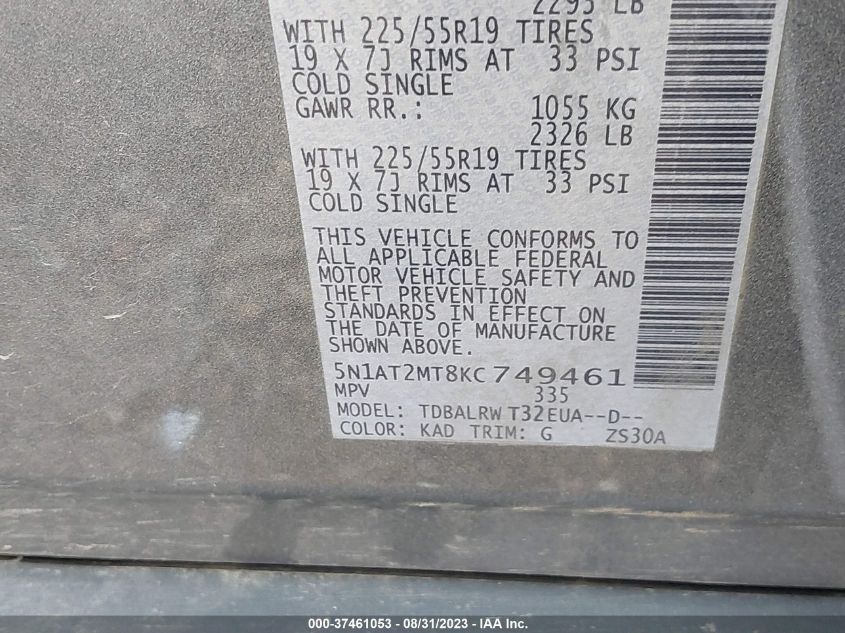 2295 LB
WITH 225/55R19 TIRES
19 X 7J RIMS AT 33 PSI
COLD SINGLE
GAWR RR.: 1055 KG
2326 LB
WITH 225/55R19 TIRES
19 X 7J RIMS AT 33 PSI
COLD SINGLE
THIS VEHICLE CONFORMS TO
ALL APPLICABLE FEDERAL
MOTOR VEHICLE SAFETY AND
THEFT PREVENTION
STANDARDS IN EFFECT ON
THE DATE OF MANUFACTURE
SHOWN ABOVE.
5N1AT2MT8KC749461
MPV 335
MODEL: TDBALRW T32EUA--D--
COLOR: KAD TRIM: G ZS30A
000-37461053 - 08/31/2023 - IAA Inc.